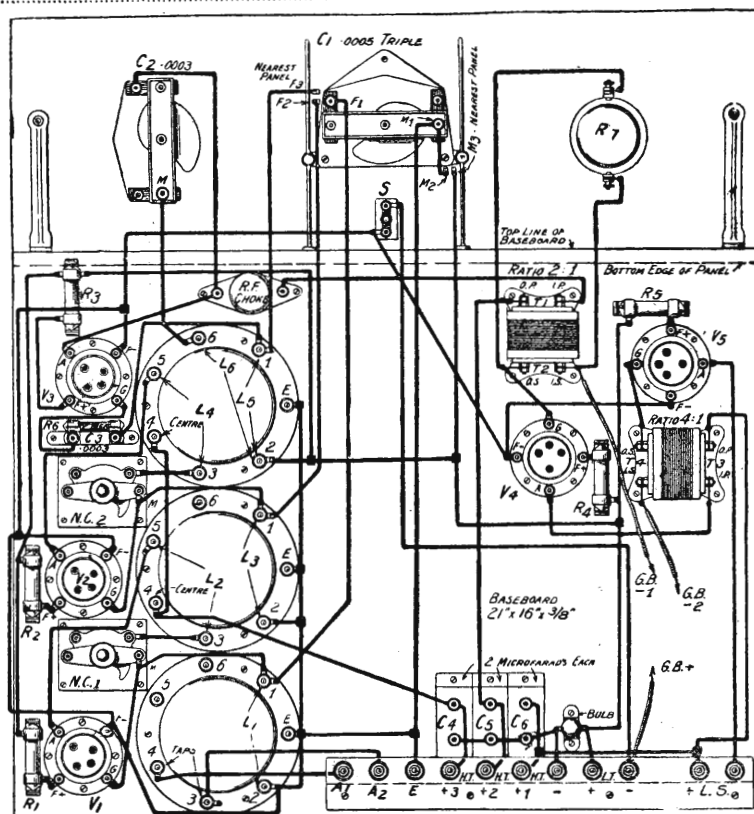 C2 .0003
C1 .0005 TRIPLE
NEAREST PANEL
F3
F2
F1
M1
M2
M3 - NEAREST PANEL
R7
M
S
TOP LINE OF BASEBOARD
RATIO 2:1
BOTTOM EDGE OF PANEL
R3
R.F. CHOKE
O.P. I.P.
T1
R5
T2
O.S. I.S.
6
5
1
L6
L5
E
L4
CENTRE
4
3
2
A
F-
V3
F+
G
R6
C3
.0003
F+
V5
G
A
F-
RATIO 4:1
O.S.
O.P.
T4
T3
I.S.
I.P.
G
F-
F+
A
V4
R4
N.C.2
M
6
5
1
L3
E
L2
CENTRE
4
3
2
A
F-
V2
G
F+
R2
G.B. -1
G.B. -2
BASEBOARD
21" x 16" x 3/8"
N.C.1
M
6
5
1
L1
E
TAPS
4
3
2
2 MICROFARADS EACH
G.B.+
C4
C5
C6
BULB
A
F-
G
F+
R1
V1
A1
A2
E
H.T. +3
H.T. +2
H.T. +1
-
L.T. +
-
+ L.S. -